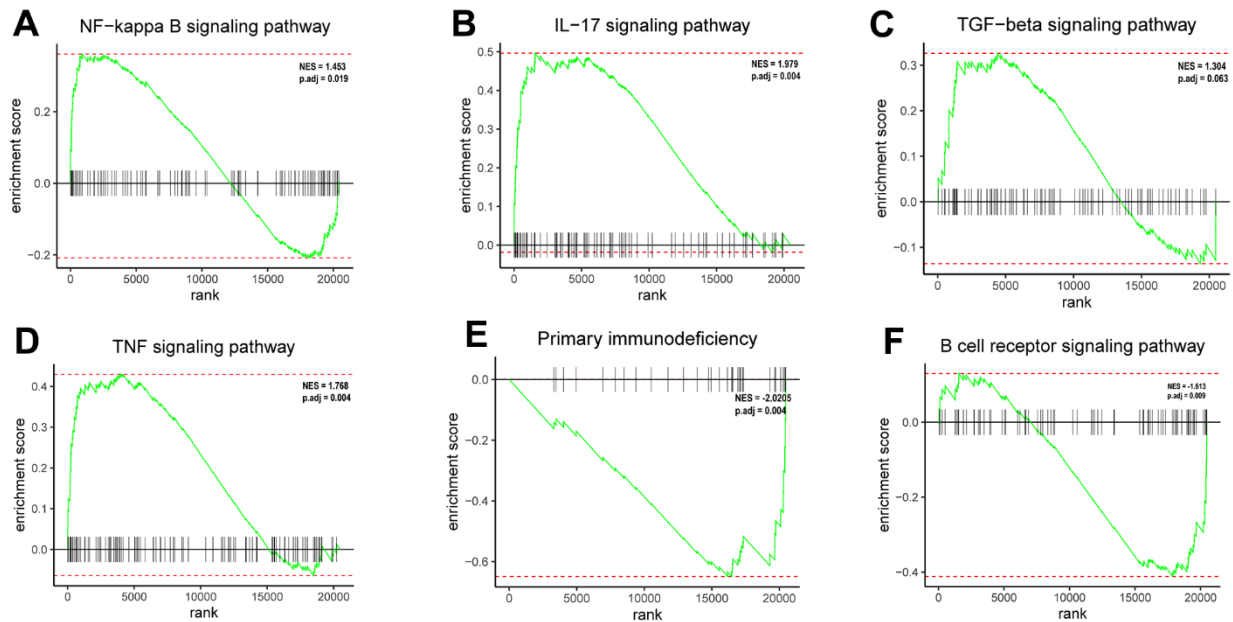 A
NF−kappa B signaling pathway
NES = 1.453
p.adj = 0.019
enrichment score
0.2
0.0
−0.2
0
5000
10000
15000
20000
rank
B
IL−17 signaling pathway
NES = 1.979
p.adj = 0.004
enrichment score
0.5
0.4
0.3
0.2
0.1
0.0
0
5000
10000
15000
20000
rank
C
TGF−beta signaling pathway
NES = 1.304
p.adj = 0.063
enrichment score
0.3
0.1
0.0
−0.1
0
5000
10000
15000
20000
rank
D
TNF signaling pathway
NES = 1.768
p.adj = 0.004
enrichment score
0.4
0.4
0.1
0.0
0
5000
10000
15000
20000
rank
E
Primary immunodeficiency
NES = -2.0205
p.adj = 0.004
enrichment score
0.0
−0.2
−0.4
−0.6
0
5000
10000
15000
20000
rank
F
B cell receptor signaling pathway
NES = -1.613
p.adj = 0.009
enrichment score
0.0
−0.2
−0.4
0
5000
10000
15000
20000
rank